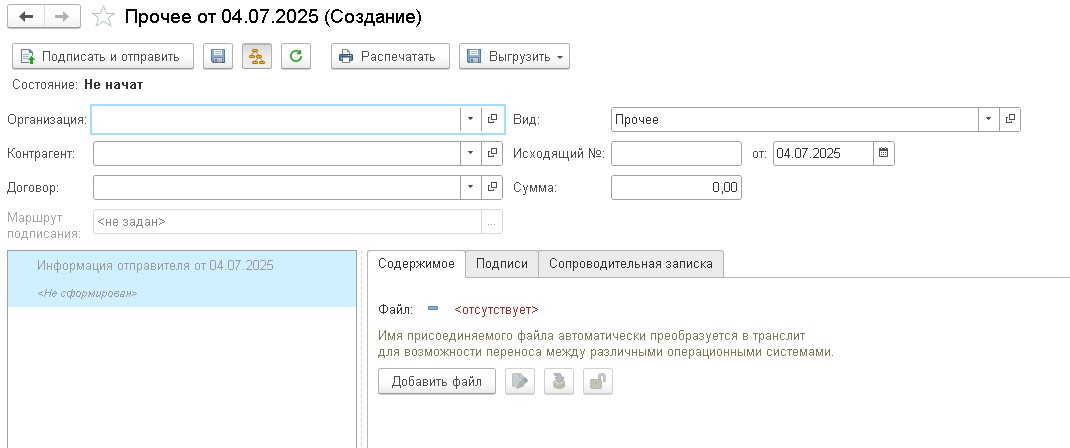 Прочее от 04.07.2025 (Создание)
Подписать и отправить Распечатать Выгрузить
Состояние: Не начат
Организация: Вид: Прочее
Контрагент: Исходящий №: от: 04.07.2025
Договор: Сумма: 0,00
Маршрут
подписания: <не задан> ...
Информация отправителя от 04.07.2025
<Не сформирован>
Содержимое Подписи Сопроводительная записка
Файл: <отсутствует>
Имя присоединяемого файла автоматически преобразуется в транслит
для возможности переноса между различными операционными системами.
Добавить файл